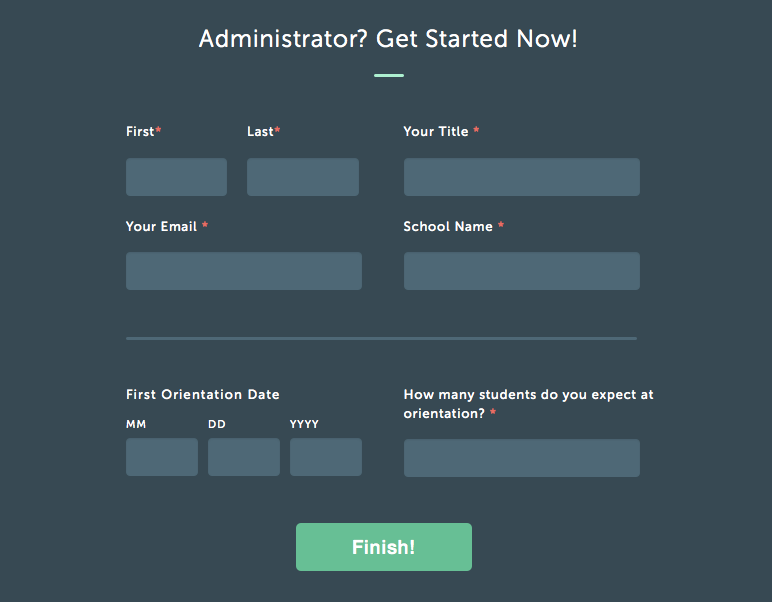 Administrator? Get Started Now!
First* Last* Your Title *
Your Email * School Name *
First Orientation Date
How many students do you expect at
orientation? *
MM DD YYYY
Finish!